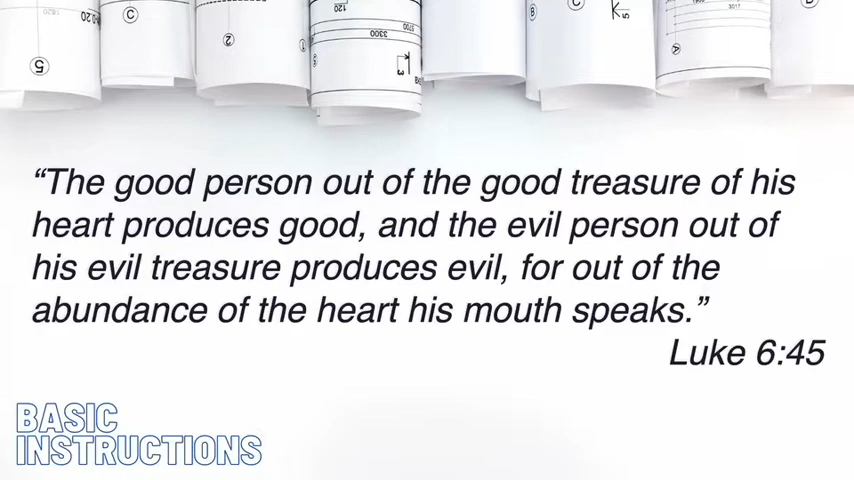 “The good person out of the good treasure of his
heart produces good, and the evil person out of
his evil treasure produces evil, for out of the
abundance of the heart his mouth speaks.”
Luke 6:45
BASIC
INSTRUCTIONS